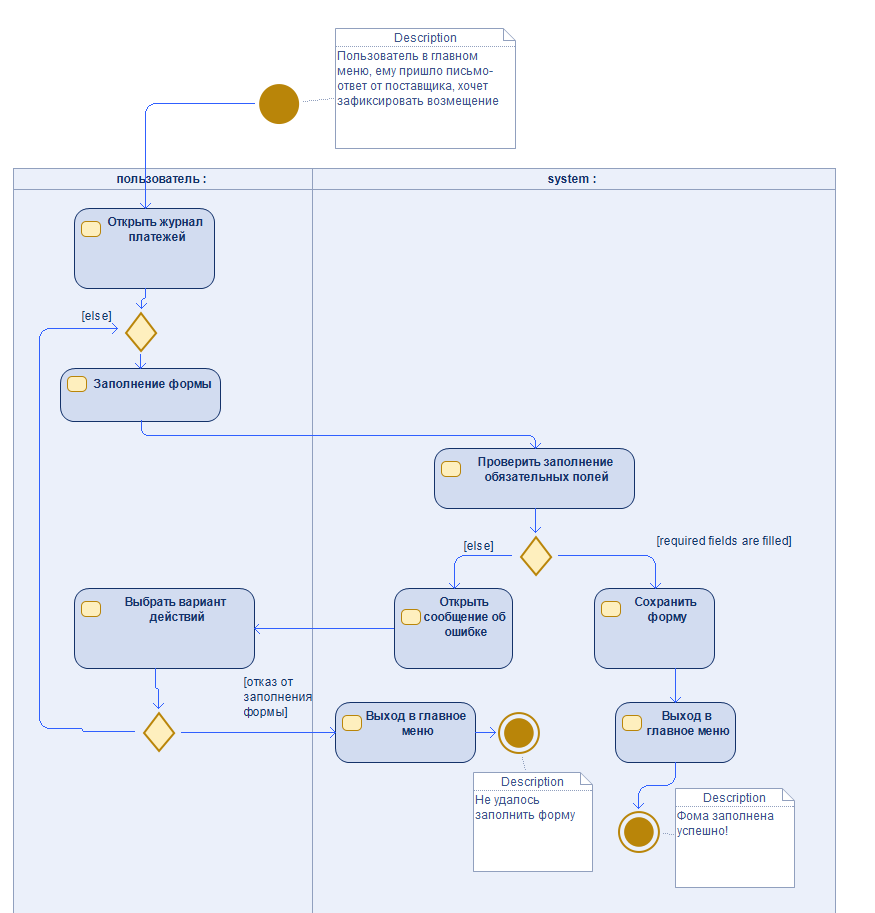 Description
Пользователь в главном
меню, ему пришло письмо-
ответ от поставщика, хочет
зафиксировать возмещение
пользователь :
system :
Открыть журнал
платежей
[else]
Заполнение формы
Проверить заполнение
обязательных полей
[else]
[required fields are filled]
Выбрать вариант
действий
Открыть
сообщение об
ошибке
Сохранить
форму
[отказ от
заполнения
формы]
Выход в главное
меню
Выход в
главное меню
Description
Не удалось
заполнить форму
Description
Фома заполнена
успешно!